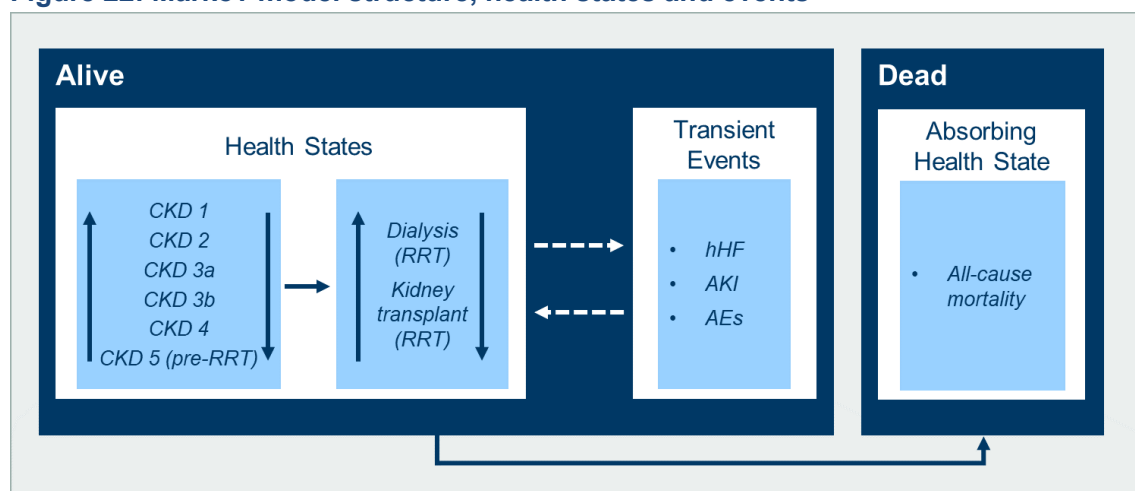 Alive
Dead
Health States
Transient
Events
Absorbing
Health State
CKD 1
CKD 2
CKD 3a
CKD 3b
CKD 4
CKD 5 (pre-RRT)
Dialysis
(RRT)
Kidney
transplant
(RRT)
• hHF
• AKI
• AEs
• All-cause
mortality